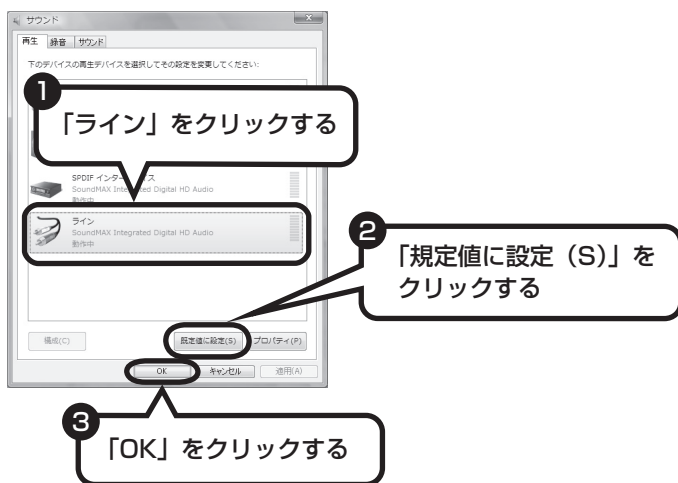 サウンド
再生 録音 サウンド
下のデバイスの再生デバイスを選択してその設定を変更してください:
1
「ライン」をクリックする
SPDIF インター
SoundMAX Integrated Digital HD Audio
動作中
ライン
SoundMAX Integrated Digital HD Audio
動作中
2
「規定値に設定（S）」を
クリックする
構成(C)
既定値に設定(S)
プロパティ(P)
OK
キャンセル
適用(A)
3
「OK」をクリックする